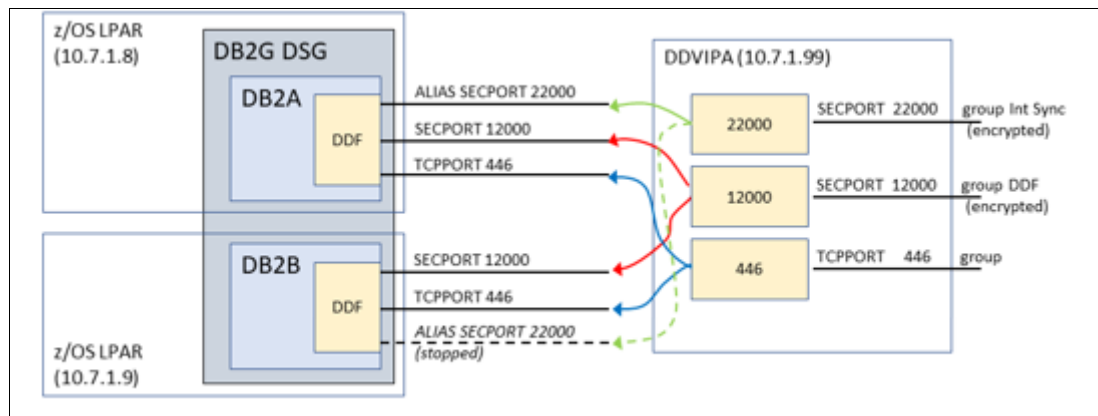 z/OS LPAR
(10.7.1.8)
DB2G DSG
DB2A
DDF
ALIAS SECPORT 22000
SECPORT 12000
TCPPORT 446
z/OS LPAR
(10.7.1.9)
DB2B
DDF
SECPORT 12000
TCPPORT 446
ALIAS SECPORT 22000
(stopped)
DDVIPA (10.7.1.99)
22000
SECPORT 22000
group Int Sync
(encrypted)
12000
SECPORT 12000
group DDF
(encrypted)
446
TCPPORT 446
group